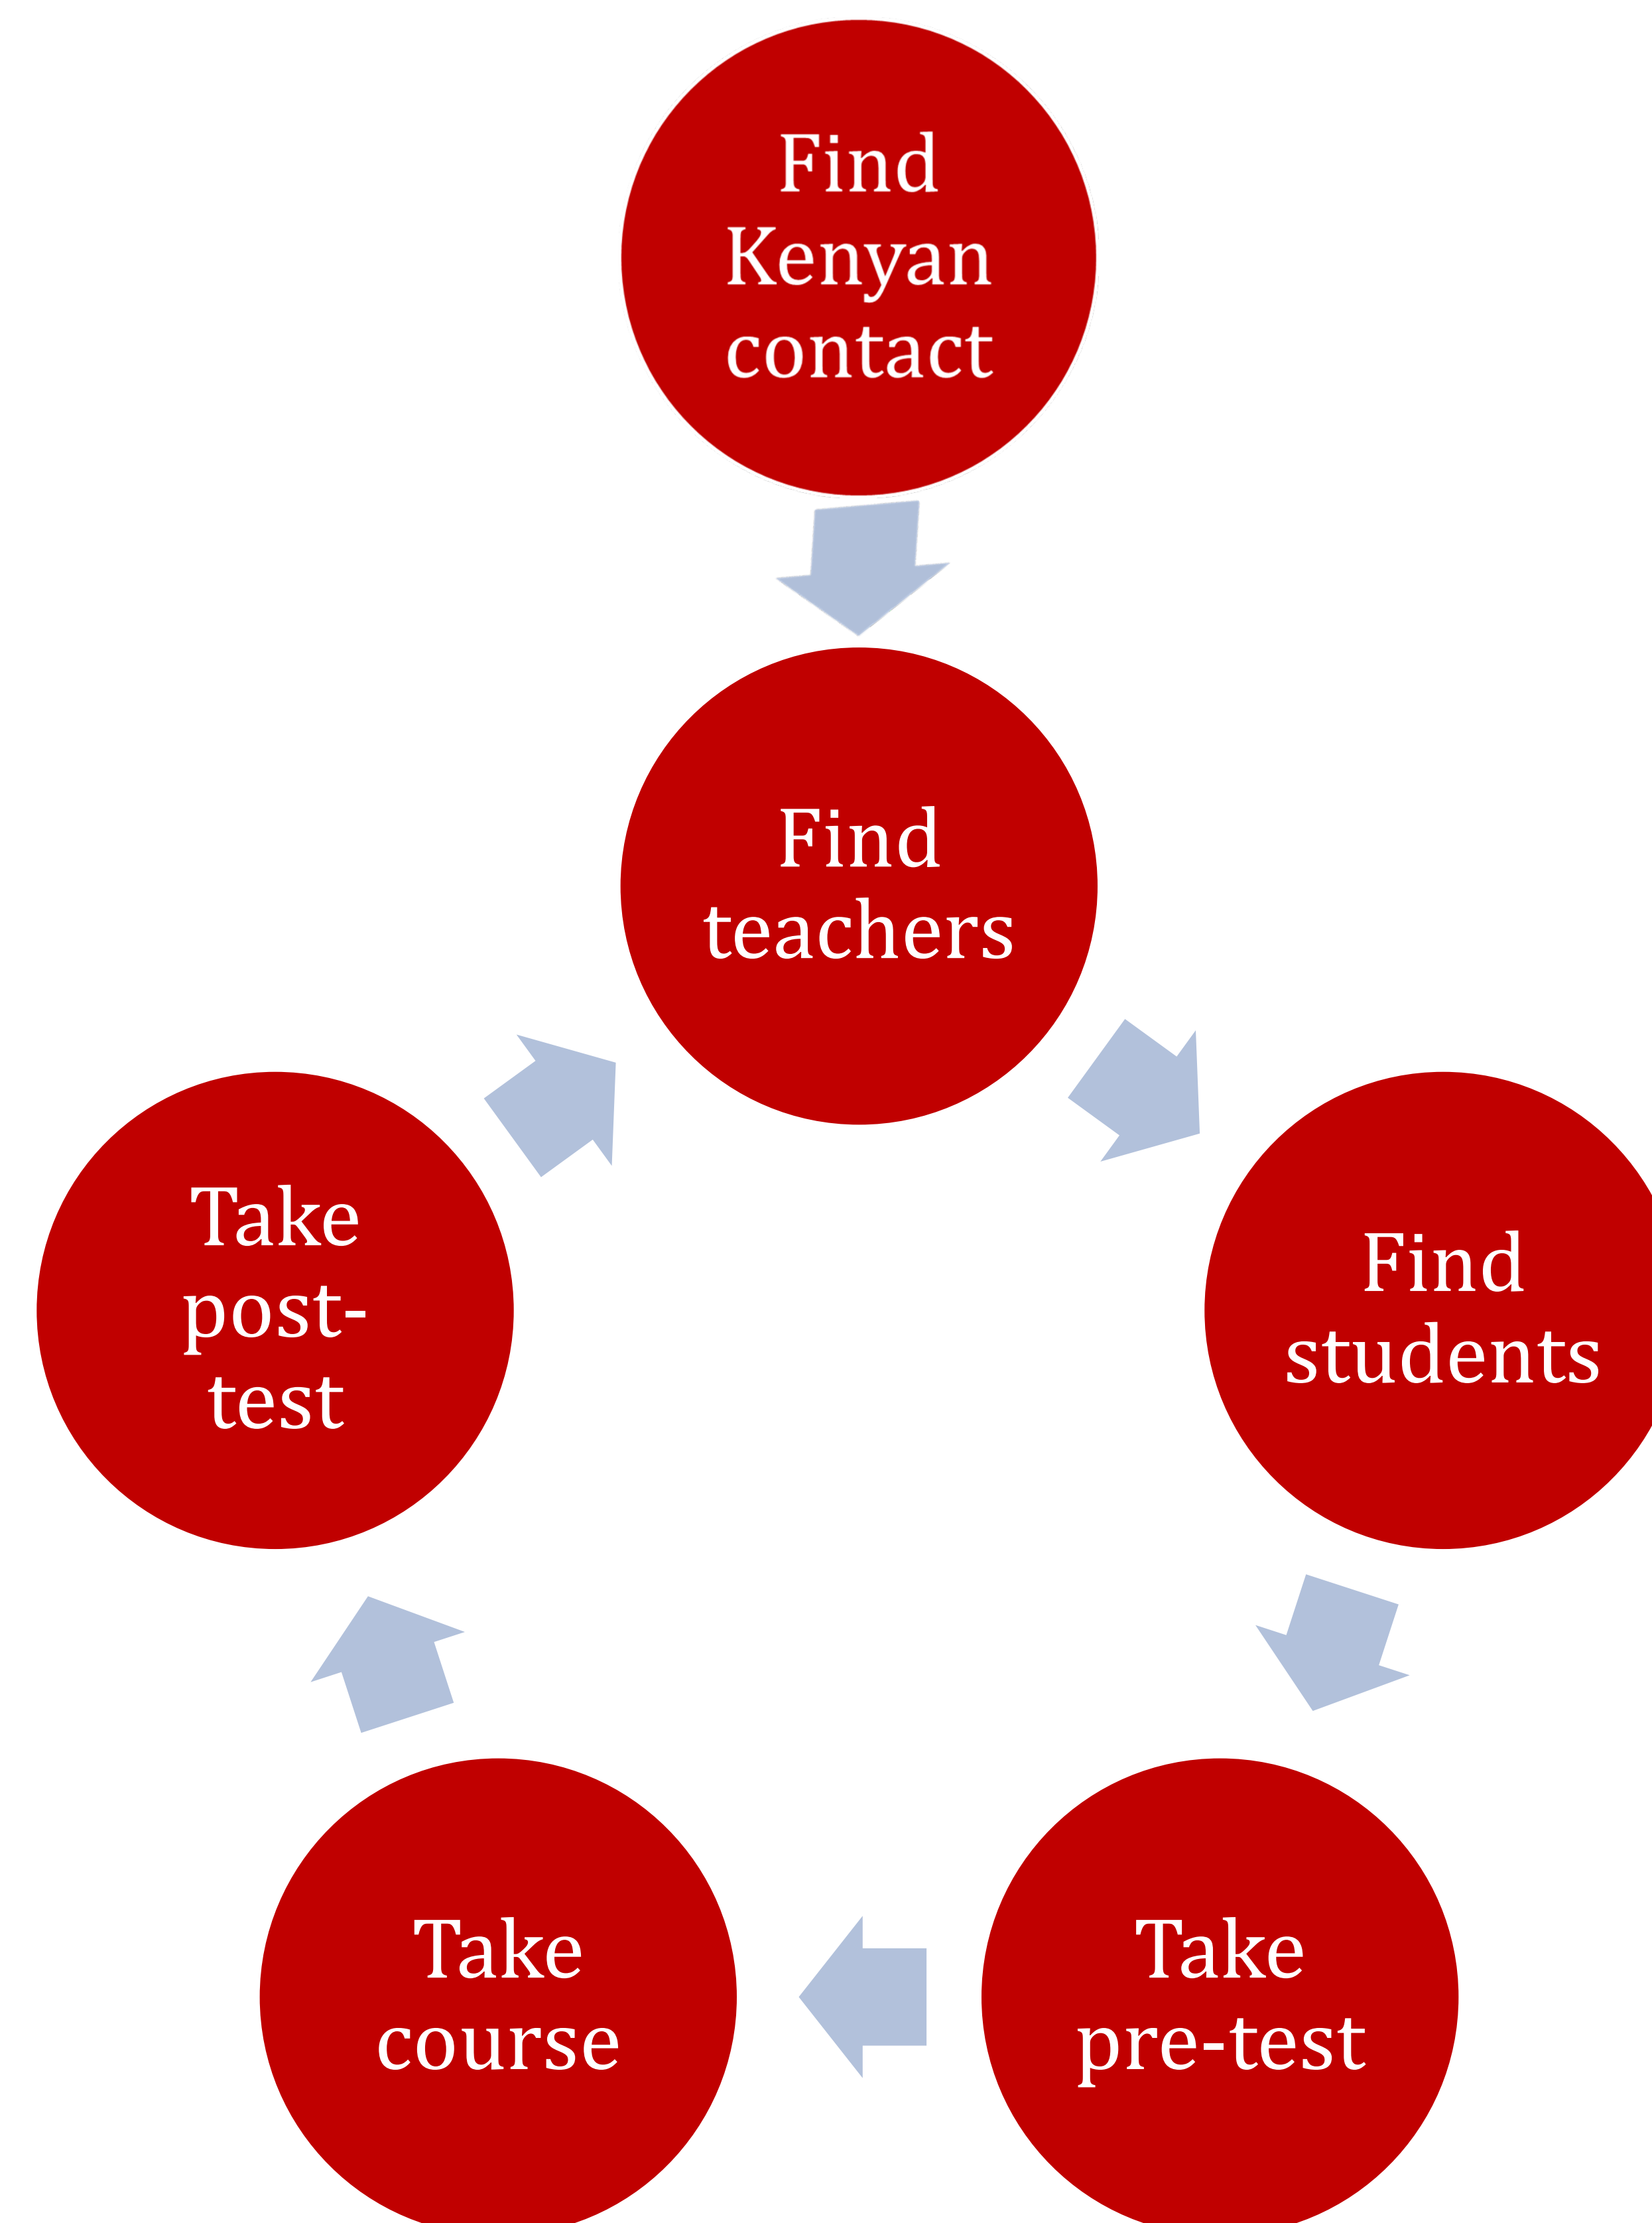 Find
Kenyan
contact
Find
teachers
Find
students
Take
pre-test
Take
course
Take
post-
test